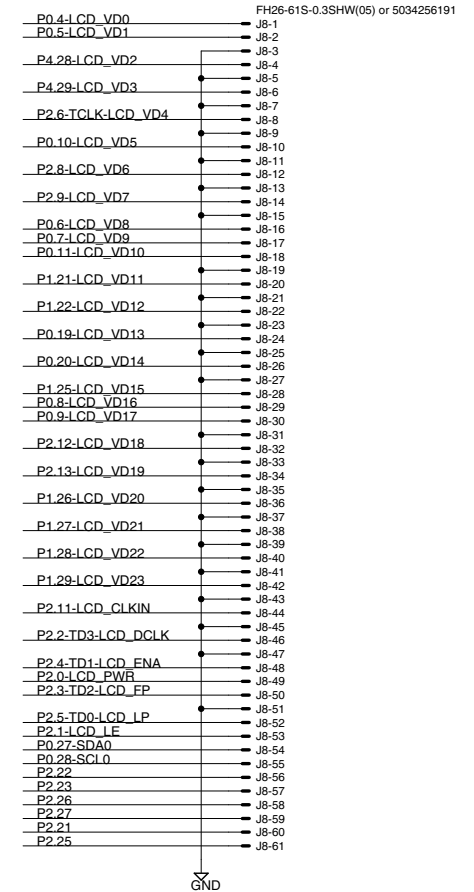 FH26-61S-0.3SHW(05) or 5034256191
P0.4-LCD_VD0 J8-1
P0.5-LCD_VD1 J8-2
J8-3
P4.28-LCD_VD2 J8-4
J8-5
P4.29-LCD_VD3 J8-6
J8-7
P2.6-TCLK-LCD_VD4 J8-8
J8-9
P0.10-LCD_VD5 J8-10
J8-11
P2.8-LCD_VD6 J8-12
J8-13
P2.9-LCD_VD7 J8-14
J8-15
P0.6-LCD_VD8 J8-16
P0.7-LCD_VD9 J8-17
P0.11-LCD_VD10 J8-18
J8-19
P1.21-LCD_VD11 J8-20
J8-21
P1.22-LCD_VD12 J8-22
J8-23
P0.19-LCD_VD13 J8-24
J8-25
P0.20-LCD_VD14 J8-26
J8-27
P1.25-LCD_VD15 J8-28
P0.8-LCD_VD16 J8-29
P0.9-LCD_VD17 J8-30
J8-31
P2.12-LCD_VD18 J8-32
J8-33
P2.13-LCD_VD19 J8-34
J8-35
P1.26-LCD_VD20 J8-36
J8-37
P1.27-LCD_VD21 J8-38
J8-39
P1.28-LCD_VD22 J8-40
J8-41
P1.29-LCD_VD23 J8-42
J8-43
P2.11-LCD_CLKIN J8-44
J8-45
P2.2-TD3-LCD_DCLK J8-46
J8-47
P2.4-TD1-LCD_ENA J8-48
P2.0-LCD_PWR J8-49
P2.3-TD2-LCD_FP J8-50
J8-51
P2.5-TD0-LCD_LP J8-52
P2.1-LCD_LE J8-53
P0.27-SDA0 J8-54
P0.28-SCL0 J8-55
P2.22 J8-56
P2.23 J8-57
P2.26 J8-58
P2.27 J8-59
P2.21 J8-60
P2.25 J8-61
GND